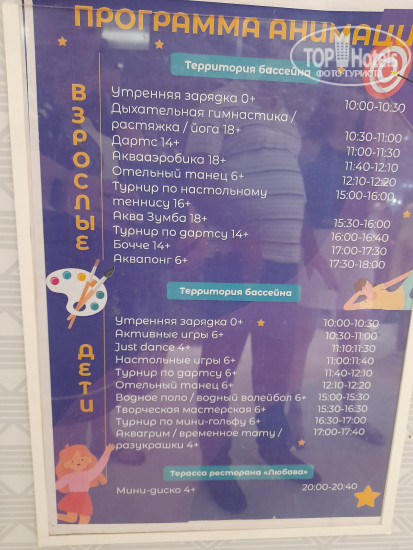 ПРОГРАММА АНИМАЦИ
TOP Hotels
ФОТО ТУРИСТА
ВЗРОСЛЫЕ
Территория бассейна
Утренняя зарядка 0+ 10:00-10:30
Дыхательная гимнастика /
растяжка / йога 18+ 10:30-11:00
Дартс 14+ 11:00-11:30
Аквааэробика 18+ 11:40-12:10
Отельный танец 6+ 12:10-12:20
Турнир по настольному 15:00-16:00
теннису 16+
Аква Зумба 18+ 15:30-16:00
Турнир по дартсу 14+ 16:00-16:40
Бочче 14+ 17:00-17:30
Аквапонг 6+ 17:30-18:00
ДЕТИ
Территория бассейна
Утренняя зарядка 0+ 10:00-10:30
Активные игры 6+ 10:30-11:00
Just dance 4+ 11:10:11:30
Настольные игры 6+ 11:00:11:40
Турнир по дартсу 6+ 11:40-12:10
Отельный танец 6+ 12:10-12:20
Водное поло / водный волейбол 6+ 15:00-15:30
Творческая мастерская 6+ 15:30-16:30
Турнир по мини-гольфу 6+ 16:30-17:00
Аквагрим / временное тату / 17:00-17:40
разукрашки 4+
Терасса ресторана «Любава»
Мини-диско 4+ 20:00-20:40